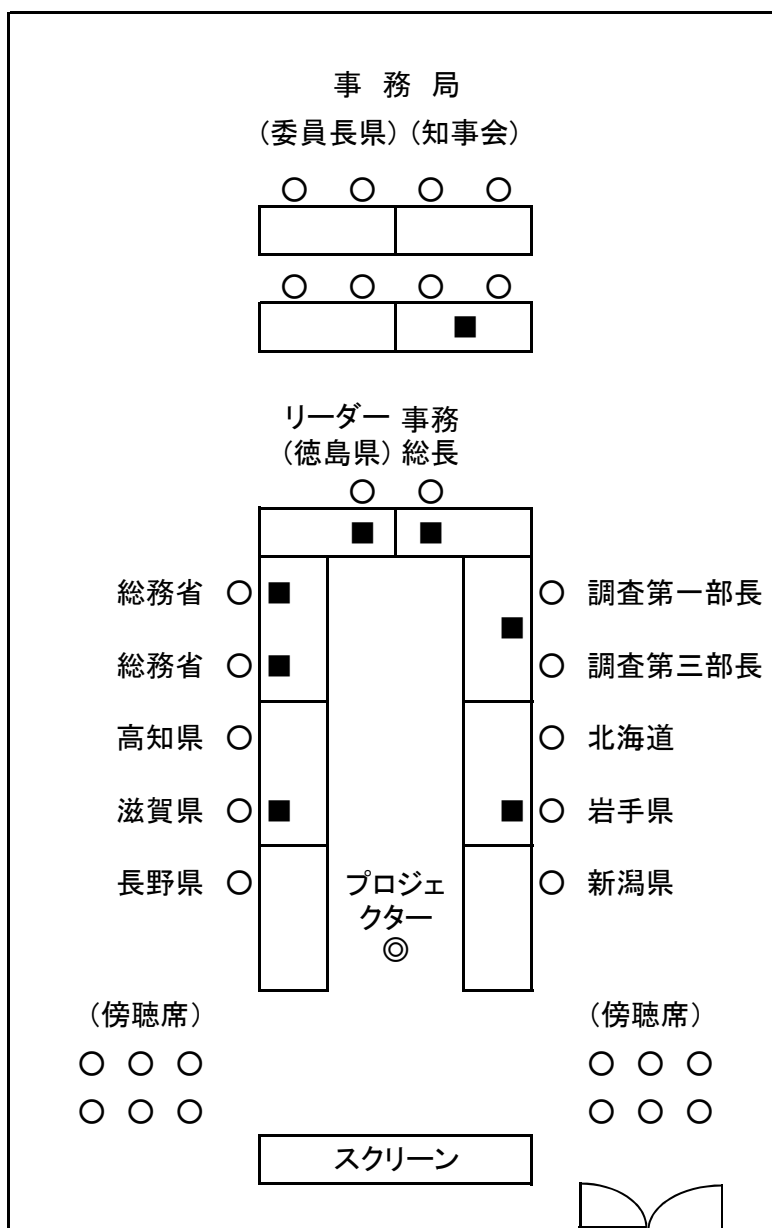 事 務 局
(委員長県) (知事会)
リーダー 事務
(徳島県) 総長
総務省 調査第一部長
総務省 調査第三部長
高知県 北海道
滋賀県 岩手県
長野県 新潟県
プロジェ
クター
(傍聴席) (傍聴席)
スクリーン